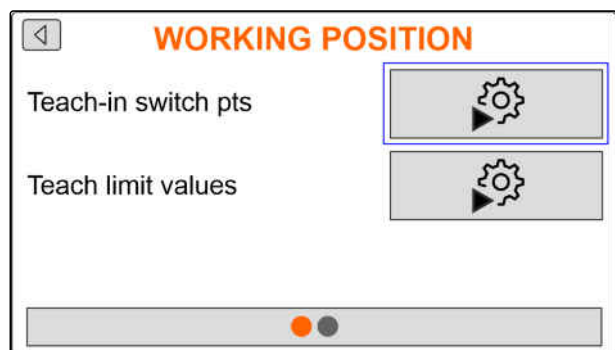 WORKING POSITION
Teach-in switch pts
Teach limit values